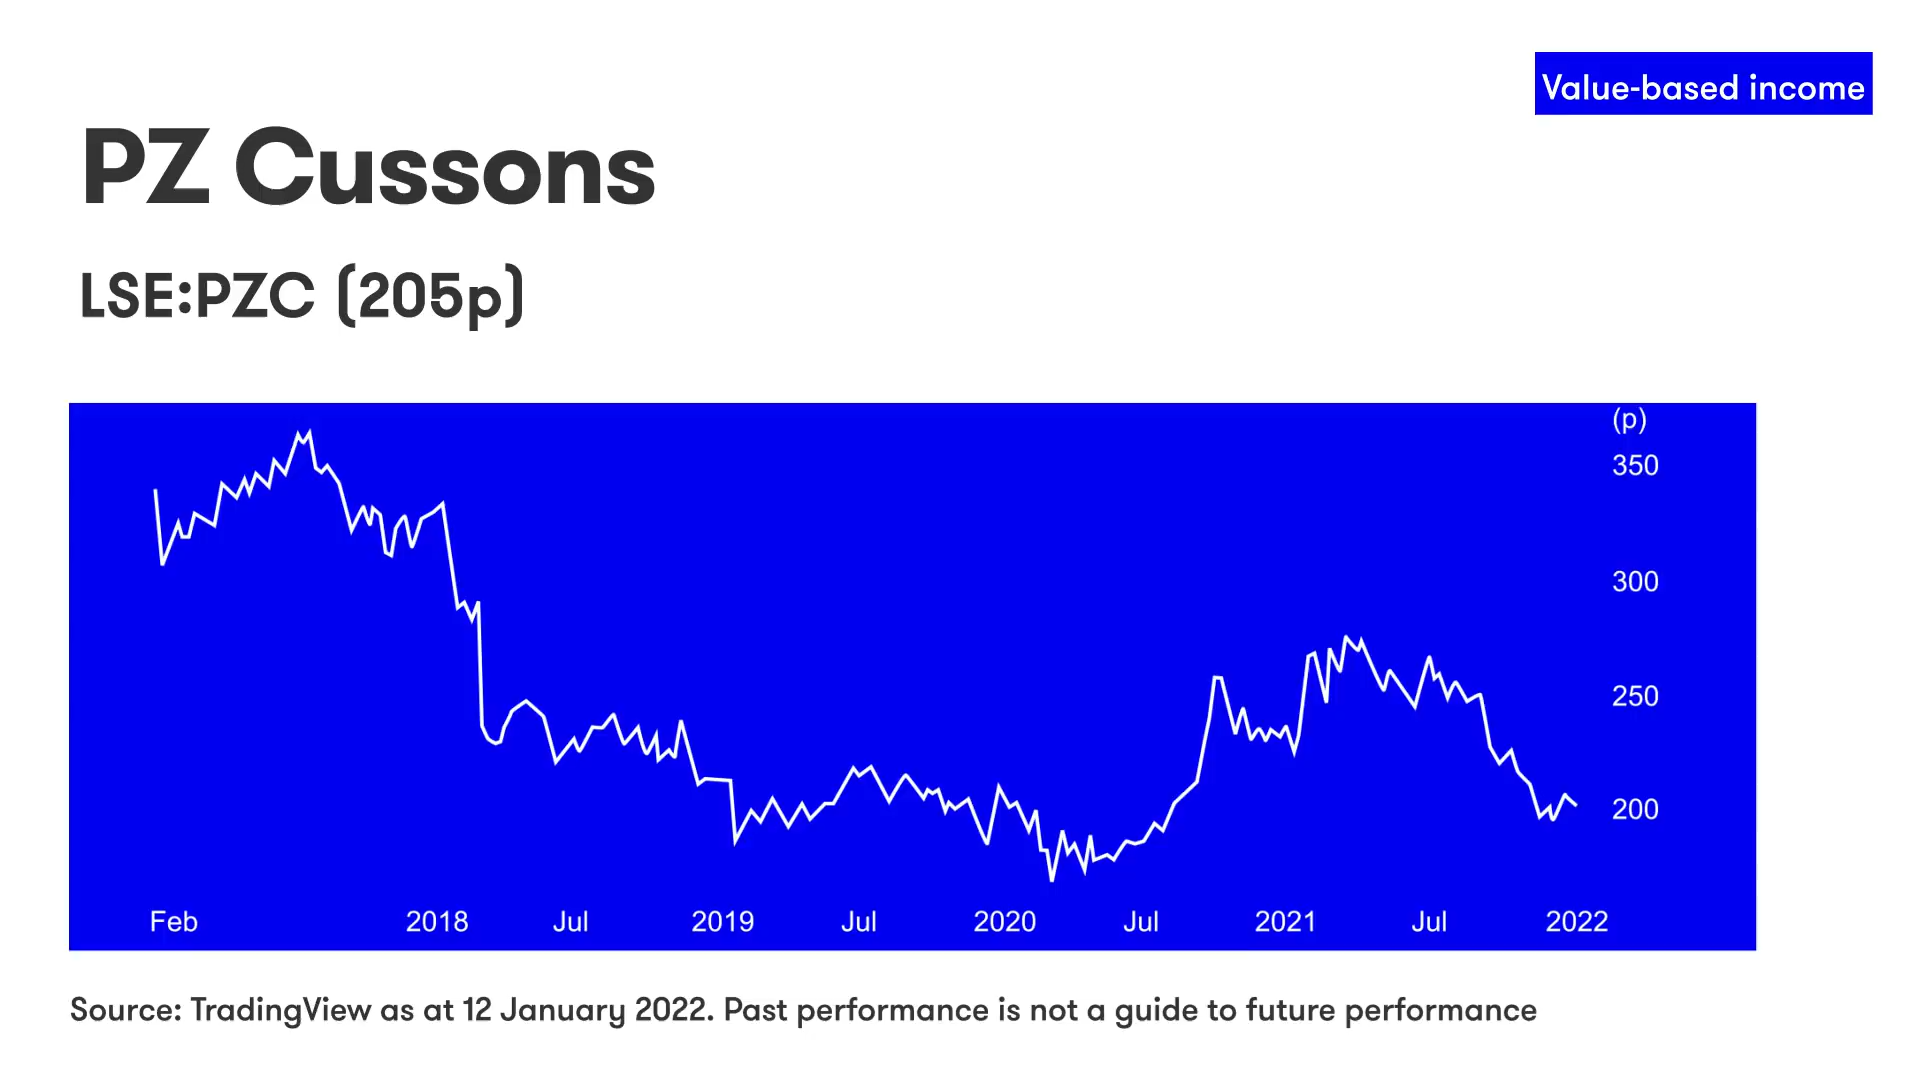 Value-based income
PZ Cussons
LSE:PZC (205p)
(p)
350
300
250
200
Feb 2018 Jul 2019 Jul 2020 Jul 2021 Jul 2022
Source: TradingView as at 12 January 2022. Past performance is not a guide to future performance